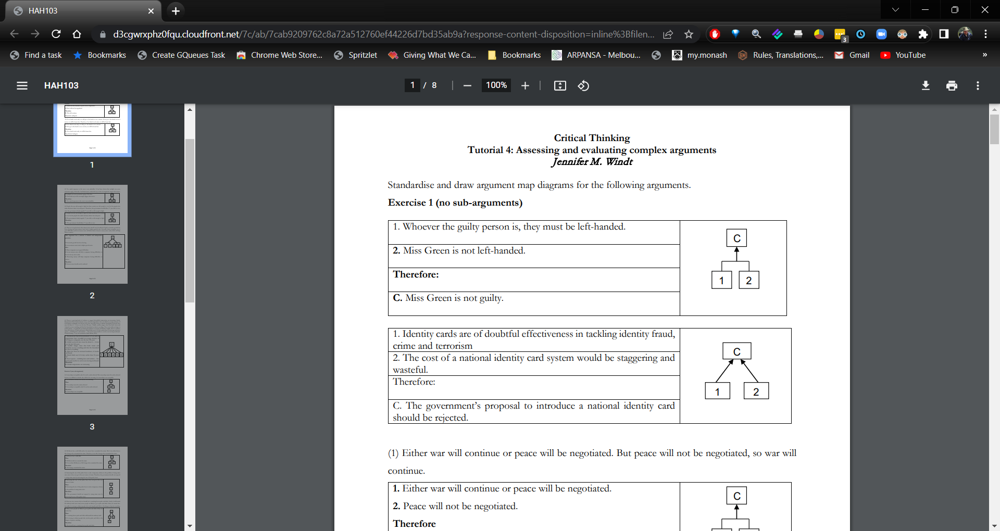 HAH103
d3cgwrxphz0fqu.cloudfront.net/7c/ab/7cab9209762c8a72a512760ef44226d7bd35ab9a?response-content-disposition=inline%3Bfilen...
3
Find a task
Bookmarks
Create GQueues Task
Chrome Web Store...
Spritzlet
Giving What We Ca...
Bookmarks
ARPANSA - Melbou...
my.monash
Rules, Translations,...
Gmail
YouTube
»
HAH103
1 / 8
100%
1
2
3
Critical Thinking
Tutorial 4: Assessing and evaluating complex arguments
Jennifer M. Windt
Standardise and draw argument map diagrams for the following arguments.
Exercise 1 (no sub-arguments)
1. Whoever the guilty person is, they must be left-handed.
2. Miss Green is not left-handed.
Therefore:
C. Miss Green is not guilty.
C
1 2
1. Identity cards are of doubtful effectiveness in tackling identity fraud,
crime and terrorism
2. The cost of a national identity card system would be staggering and
wasteful.
Therefore:
C. The government's proposal to introduce a national identity card
should be rejected.
C
1 2
(1) Either war will continue or peace will be negotiated. But peace will not be negotiated, so war will
continue.
1. Either war will continue or peace will be negotiated.
2. Peace will not be negotiated.
Therefore
C